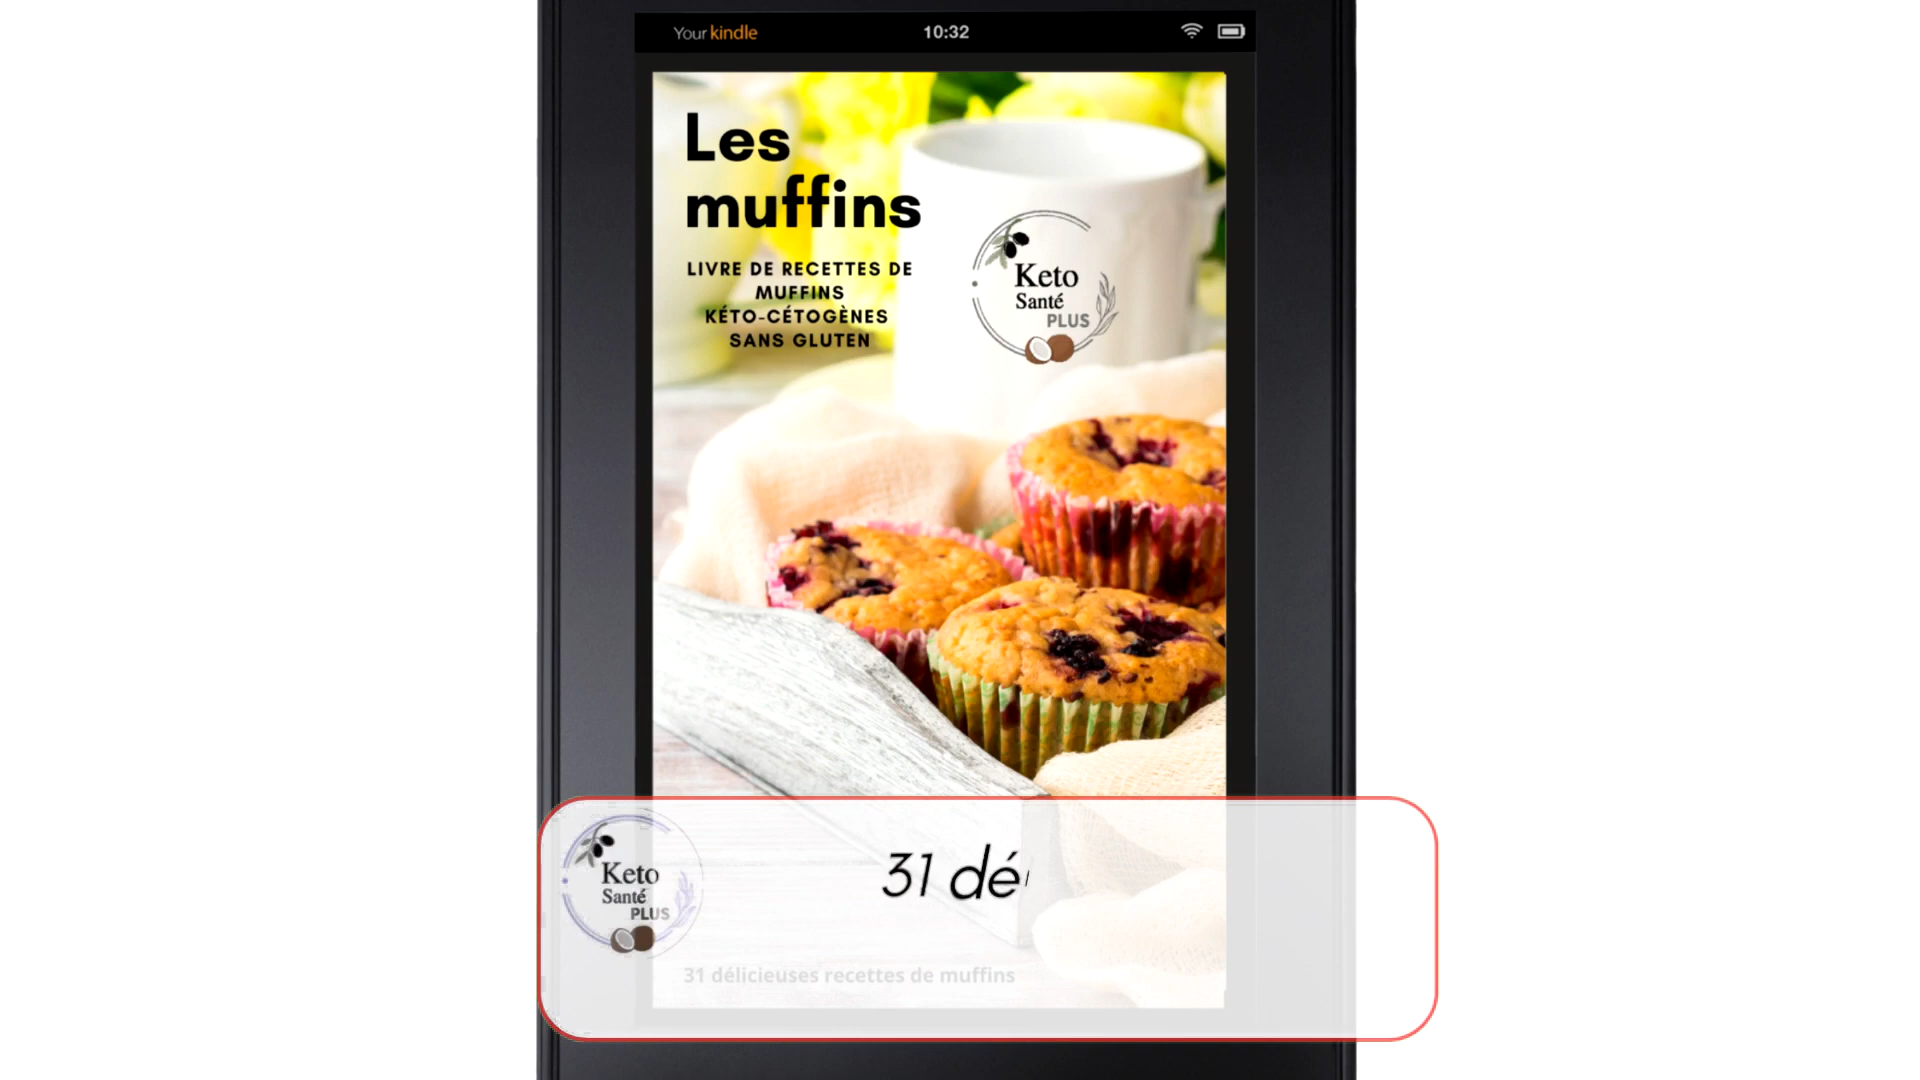 Your kindle
10:32
Les
muffins
LIVRE DE RECETTES DE
MUFFINS
KÉTO-CÉTOGÈNES
SANS GLUTEN
Keto
Santé
PLUS
Keto
Santé
PLUS
31 dé
31 délicieuses recettes de muffins